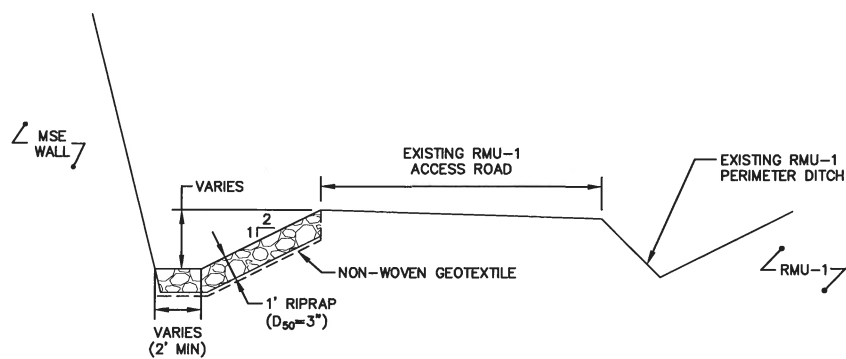 MSE
WALL
VARIES
EXISTING RMU-1
ACCESS ROAD
EXISTING RMU-1
PERIMETER DITCH
2
1
NON-WOVEN GEOTEXTILE
RMU-1
1' RIPRAP
(D50=3")
VARIES
(2' MIN)